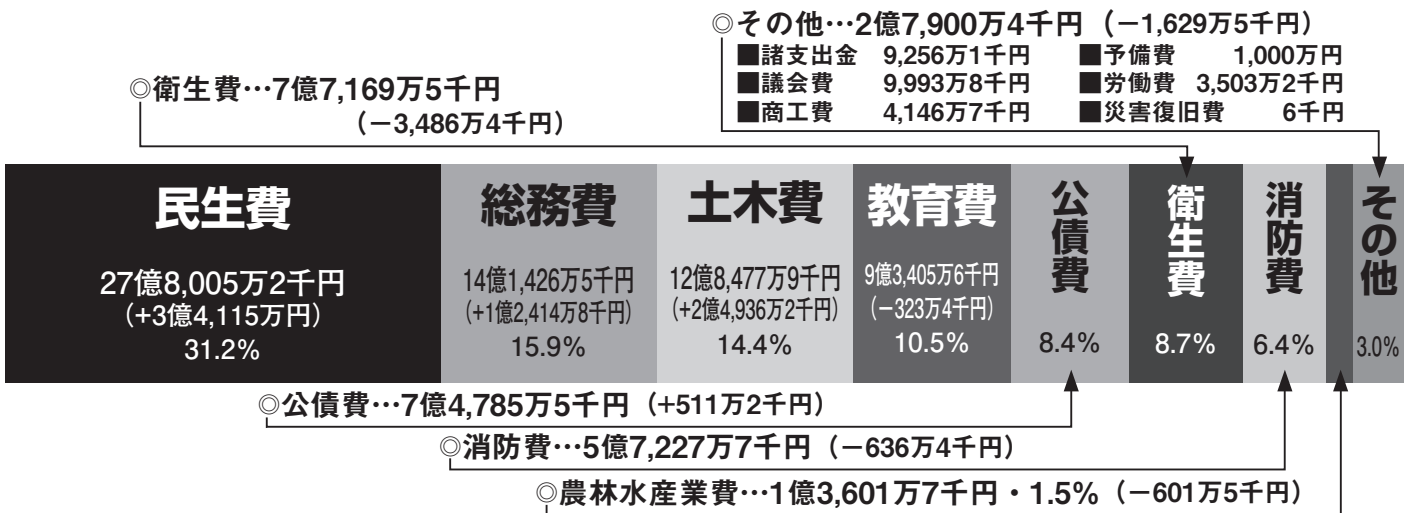 ◎その他…2億7,900万4千円（－1,629万5千円）
■諸支出金 9,256万1千円 ■予備費 1,000万円
■議会費 9,993万8千円 ■労働費 3,503万2千円
■商工費 4,146万7千円 ■災害復旧費 6千円
◎衛生費…7億7,169万5千円
（－3,486万4千円）
民生費
27億8,005万2千円
（+3億4,115万円）
31.2%
総務費
14億1,426万5千円
（+1億2,414万8千円）
15.9%
土木費
12億8,477万9千円
（+2億4,936万2千円）
14.4%
教育費
9億3,405万6千円
（－323万4千円）
10.5%
公債費
8.4%
衛生費
8.7%
消防費
6.4%
その他
3.0%
◎公債費…7億4,785万5千円（+511万2千円）
◎消防費…5億7,227万7千円（－636万4千円）
◎農林水産業費…1億3,601万7千円・1.5%（－601万5千円）